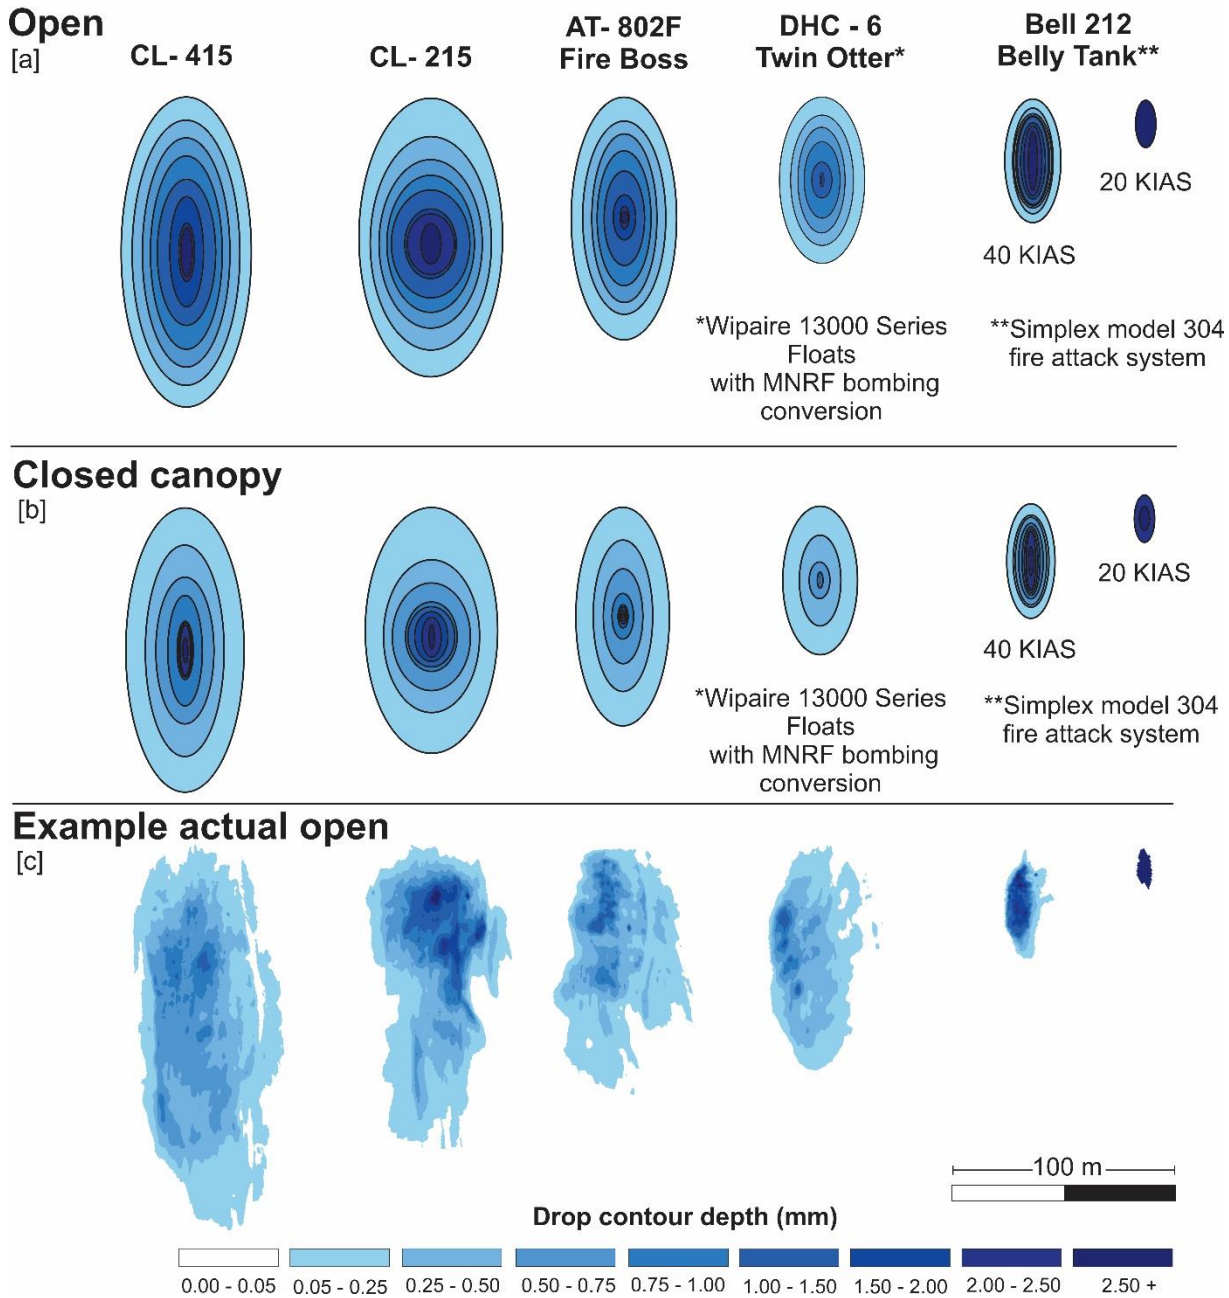 Open
[a]
CL- 415
CL- 215
AT- 802F
Fire Boss
DHC - 6
Twin Otter*
Bell 212
Belly Tank**
20 KIAS
40 KIAS
*Wipaire 13000 Series
Floats
with MNRF bombing
conversion
**Simplex model 304
fire attack system
Closed canopy
[b]
20 KIAS
40 KIAS
*Wipaire 13000 Series
Floats
with MNRF bombing
conversion
**Simplex model 304
fire attack system
Example actual open
[c]
100 m
Drop contour depth (mm)
0.00 - 0.05
0.05 - 0.25
0.25 - 0.50
0.50 - 0.75
0.75 - 1.00
1.00 - 1.50
1.50 - 2.00
2.00 - 2.50
2.50 +